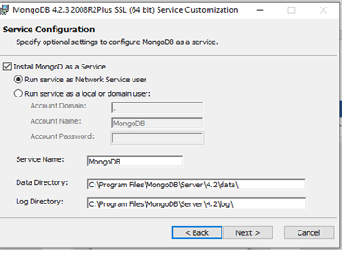 MongoDB 4.2.3 2008R2Plus SSL (64 bit) Service Customization
Service Configuration
Specify optional settings to configure MongoDB as a service.
Install MongoD as a Service
Run service as Network Service user
Run service as a local or domain user:
Account Domain: .
Account Name: MongoDB
Account Password:
Service Name: MongoDB
Data Directory: C:\Program Files\MongoDB\Server\4.2\data\
Log Directory: C:\Program Files\MongoDB\Server\4.2\log\
< Back Next > Cancel